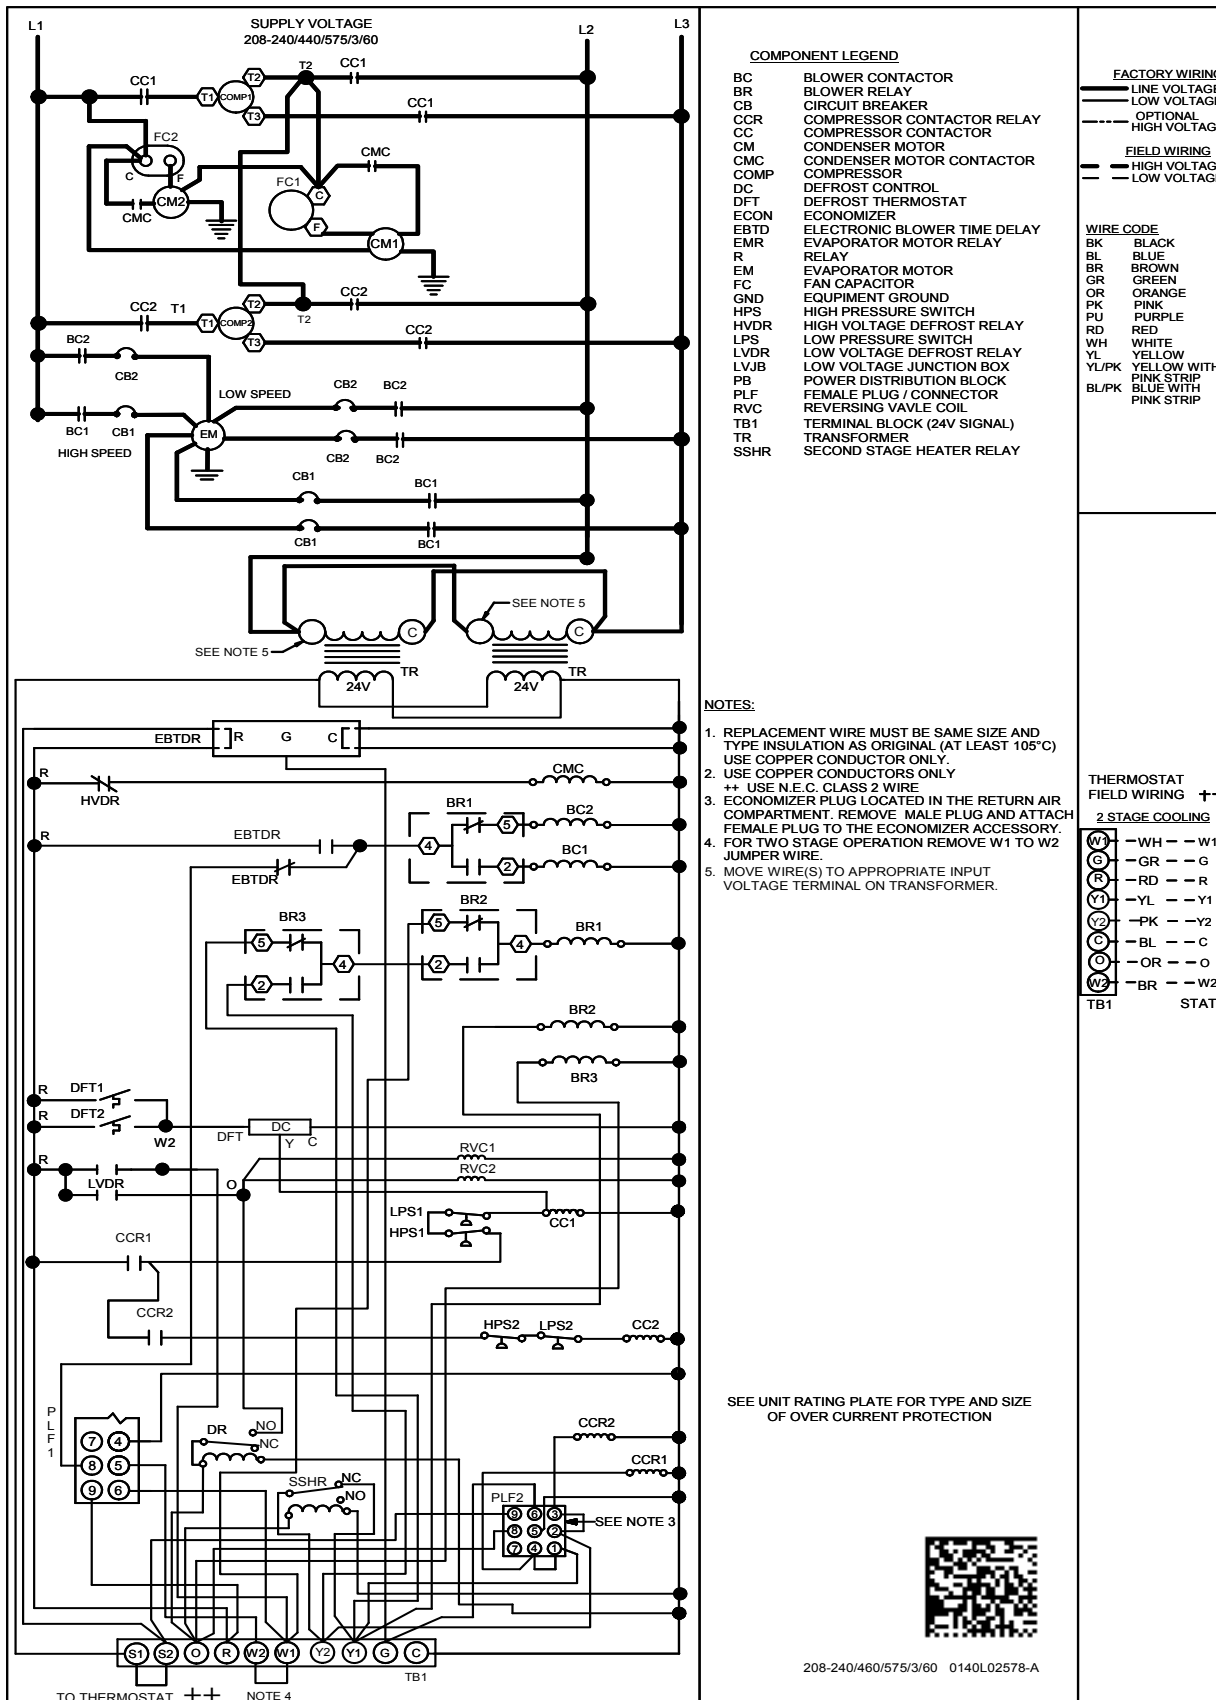 L1
SUPPLY VOLTAGE
208-240/440/575/3/60
L2
L3
CC1
T2
T2
CC1
T1
COMP1
T3
CC1
FC2
C
F
CMC
CM2
FC1
C
F
CMC
CM1
CC2
T1
T2
T2
CC2
T1
COMP2
T3
CC2
BC2
CB2
LOW SPEED
CB2
BC2
BC1
CB1
EM
HIGH SPEED
CB2
BC2
CB1
BC1
CB1
BC1
SEE NOTE 5
C
C
SEE NOTE 5
TR
TR
24V
24V
EBTDR
R
G
C
R
HVDR
CMC
BR1
5
BC2
R
EBTDR
4
BC1
2
EBTDR
BR2
BR3
5
5
4
BR1
4
2
2
BR2
BR3
R
DFT1
R
DFT2
W2
DFT
DC
Y
C
R
LVDR
O
RVC1
RVC2
LPS1
HPS1
CC1
CCR1
CCR2
HPS2
LPS2
CC2
P
L
F
1
7
4
8
5
9
6
DR
NO
NC
SSHR
NC
NO
CCR2
CCR1
PLF2
9
6
3
8
5
2
7
4
1
SEE NOTE 3
S1
S2
O
R
W2
W1
Y2
Y1
G
C
TB1
TO THERMOSTAT ++
NOTE 4
COMPONENT LEGEND
BC BLOWER CONTACTOR
BR BLOWER RELAY
CB CIRCUIT BREAKER
CCR COMPRESSOR CONTACTOR RELAY
CC COMPRESSOR CONTACTOR
CM CONDENSER MOTOR
CMC CONDENSER MOTOR CONTACTOR
COMP COMPRESSOR
DC DEFROST CONTROL
DFT DEFROST THERMOSTAT
ECON ECONOMIZER
EBTD ELECTRONIC BLOWER TIME DELAY
EMR EVAPORATOR MOTOR RELAY
R RELAY
EM EVAPORATOR MOTOR
FC FAN CAPACITOR
GND EQUPIMENT GROUND
HPS HIGH PRESSURE SWITCH
HVDR HIGH VOLTAGE DEFROST RELAY
LPS LOW PRESSURE SWITCH
LVDR LOW VOLTAGE DEFROST RELAY
LVJB LOW VOLTAGE JUNCTION BOX
PB POWER DISTRIBUTION BLOCK
PLF FEMALE PLUG / CONNECTOR
RVC REVERSING VAVLE COIL
TB1 TERMINAL BLOCK (24V SIGNAL)
TR TRANSFORMER
SSHR SECOND STAGE HEATER RELAY
NOTES:
1. REPLACEMENT WIRE MUST BE SAME SIZE AND
TYPE INSULATION AS ORIGINAL (AT LEAST 105°C)
USE COPPER CONDUCTOR ONLY.
2. USE COPPER CONDUCTORS ONLY
++ USE N.E.C. CLASS 2 WIRE
3. ECONOMIZER PLUG LOCATED IN THE RETURN AIR
COMPARTMENT. REMOVE MALE PLUG AND ATTACH
FEMALE PLUG TO THE ECONOMIZER ACCESSORY.
4. FOR TWO STAGE OPERATION REMOVE W1 TO W2
JUMPER WIRE.
5. MOVE WIRE(S) TO APPROPRIATE INPUT
VOLTAGE TERMINAL ON TRANSFORMER.
SEE UNIT RATING PLATE FOR TYPE AND SIZE
OF OVER CURRENT PROTECTION
208-240/460/575/3/60 0140L02578-A
FACTORY WIRING
LINE VOLTAGE
LOW VOLTAGE
OPTIONAL
HIGH VOLTAG
FIELD WIRING
HIGH VOLTAG
LOW VOLTAG
WIRE CODE
BK BLACK
BL BLUE
BR BROWN
GR GREEN
OR ORANGE
PK PINK
PU PURPLE
RD RED
WH WHITE
YL YELLOW
YL/PK YELLOW WITH
PINK STRIP
BL/PK BLUE WITH
PINK STRIP
THERMOSTAT
FIELD WIRING ++
2 STAGE COOLING
W1 WH W1
G GR G
R RD R
Y1 YL Y1
Y2 PK Y2
C BL C
O OR O
W2 BR W2
TB1 STAT